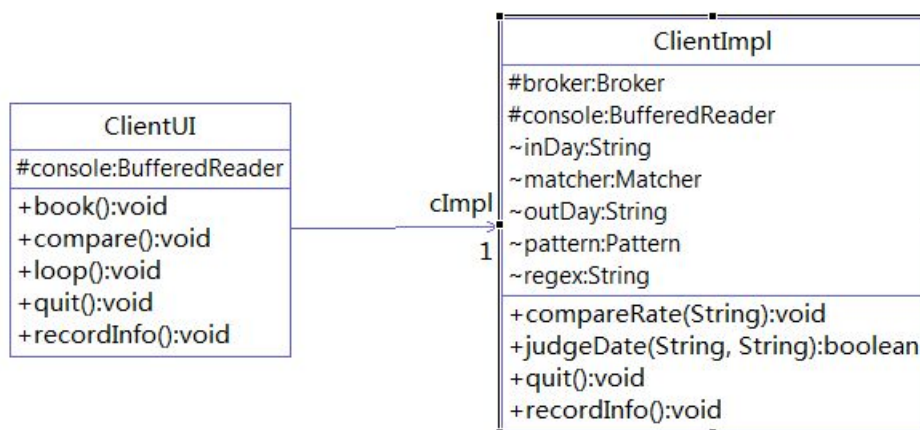 ClientUI
#console:BufferedReader
+book():void
+compare():void
+loop():void
+quit():void
+recordInfo():void
cImpl
1
ClientImpl
#broker:Broker
#console:BufferedReader
~inDay:String
~matcher:Matcher
~outDay:String
~pattern:Pattern
~regex:String
+compareRate(String):void
+judgeDate(String, String):boolean
+quit():void
+recordInfo():void